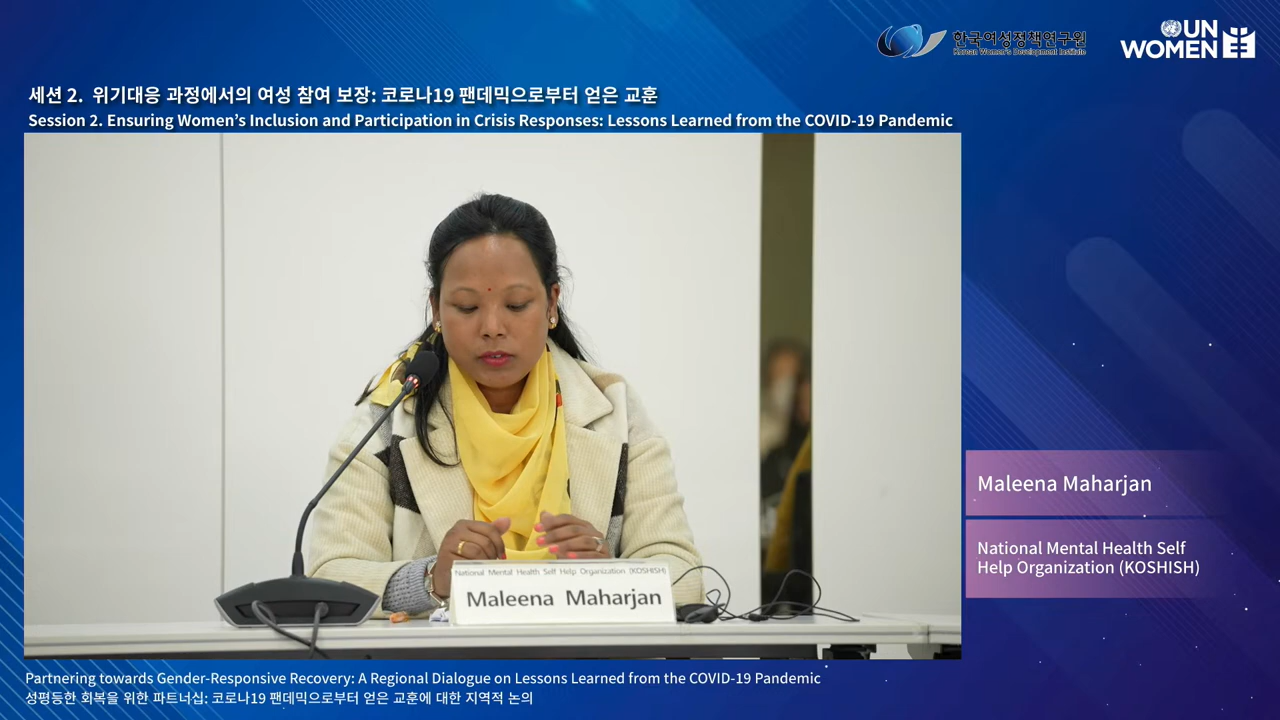 한국여성정책연구원
Korean Women's Development Institute
UN
WOMEN
세션 2. 위기대응 과정에서의 여성 참여 보장: 코로나19 팬데믹으로부터 얻은 교훈
Session 2. Ensuring Women's Inclusion and Participation in Crisis Responses: Lessons Learned from the COVID-19 Pandemic
Maleena Maharjan
National Mental Health Self
Help Organization (KOSHISH)
National Mental Health Self Help Organization (KOSHISH)
Maleena Maharjan
Partnering towards Gender-Responsive Recovery: A Regional Dialogue on Lessons Learned from the COVID-19 Pandemic
성평등한 회복을 위한 파트너십: 코로나19 팬데믹으로부터 얻은 교훈에 대한 지역적 논의